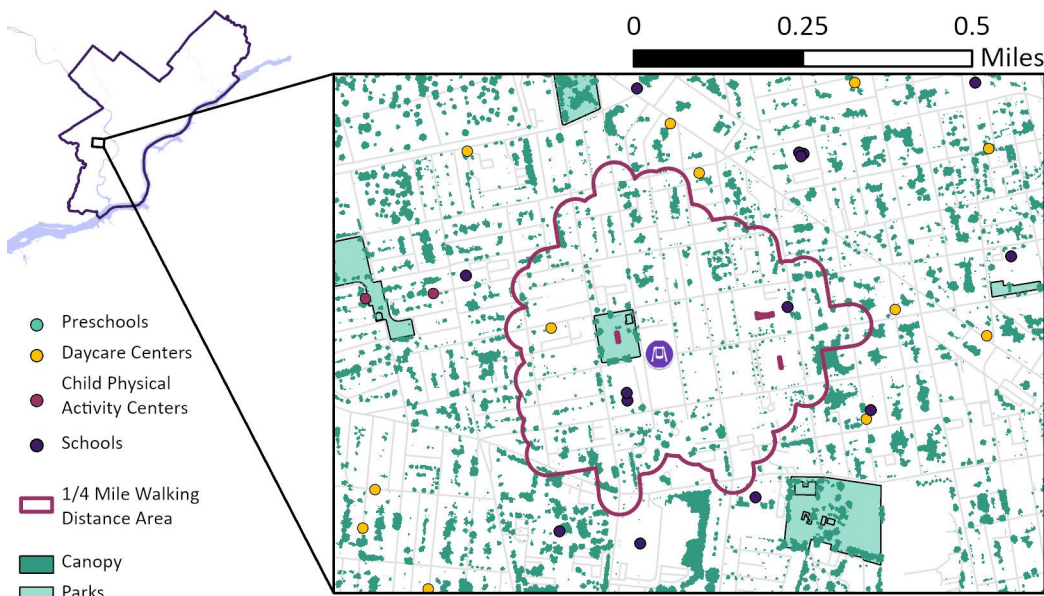 0 0.25 0.5
Miles
Preschools
Daycare Centers
Child Physical
Activity Centers
Schools
1/4 Mile Walking
Distance Area
Canopy
Parks